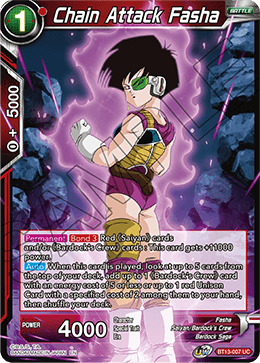 1
Chain Attack Fasha
BATTLE
0 + 5000
Permanent Bond 3 Red {Saiyan} cards
and/or {Bardock's Crew} cards : This card gets +1000
power.
Auto When this card is played, look at up to 5 cards from
the top of your deck, add up to 1 {Bardock's Crew} card
with an energy cost of 5 or less or up to 1 red Unison
Card with a specified cost of 2 among them to your hand,
then shuffle your deck.
POWER
4000
Character
Special Trait
Era
Fasha
Saiyan/Bardock's Crew
Bardock Saga
BT13-007 UC